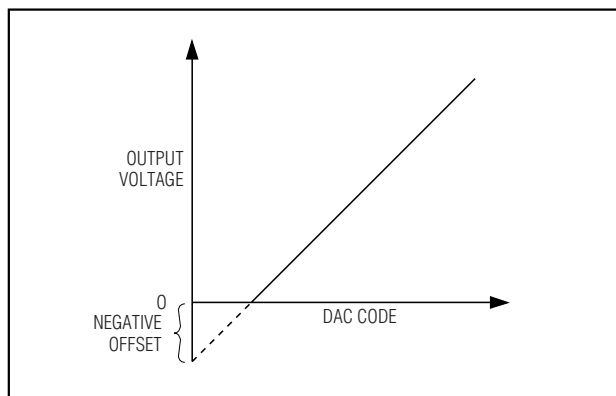 OUTPUT
VOLTAGE
0
NEGATIVE
OFFSET
DAC CODE